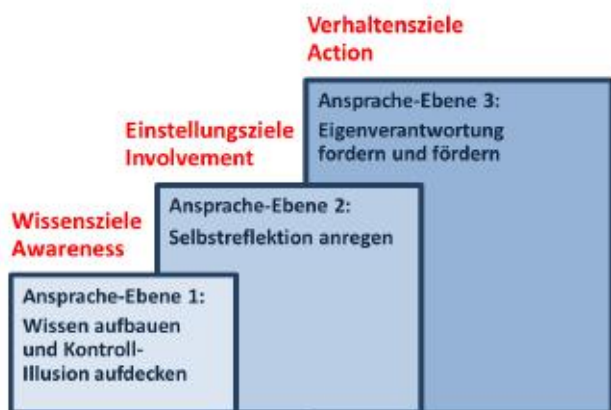 Verhaltensziele
Action
Ansprache-Ebene 3:
Eigenverantwortung
fordern und fördern
Einstellungsziele
Involvement
Ansprache-Ebene 2:
Selbstreflektion anregen
Wissensziele
Awareness
Ansprache-Ebene 1:
Wissen aufbauen
und Kontroll-
Illusion aufdecken